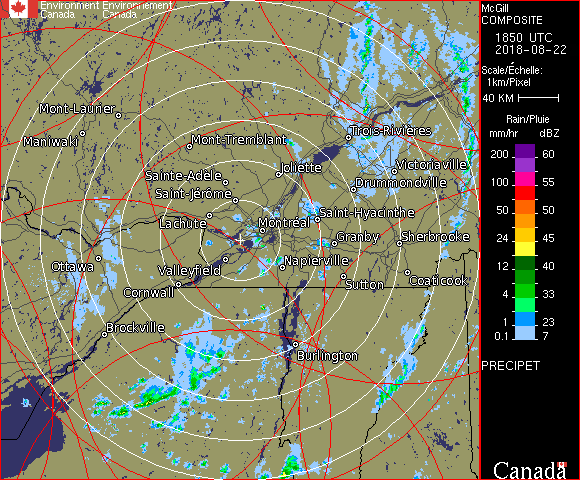 Environment Environnement
Canada Canada
McGill
COMPOSITE
1850 UTC
2018-08-22
Scale/Échelle:
1km/Pixel
40 KM
Rain/Pluie
mm/hr dBZ
200 60
100 55
50 50
24 45
12 40
4 33
1 23
0.1 7
PRECIPET
Canada
Mont-Laurier
Maniwaki
Mont-Tremblant
Trois-Rivières
Sainte-Adèle
Joliette
Victoriaville
Saint-Jérôme
Drummondville
Lachute
Montréal
Saint-Hyacinthe
Granby
Sherbrooke
Ottawa
Valleyfield
Napierville
Cornwall
Sutton
Coaticook
Brockville
Burlington